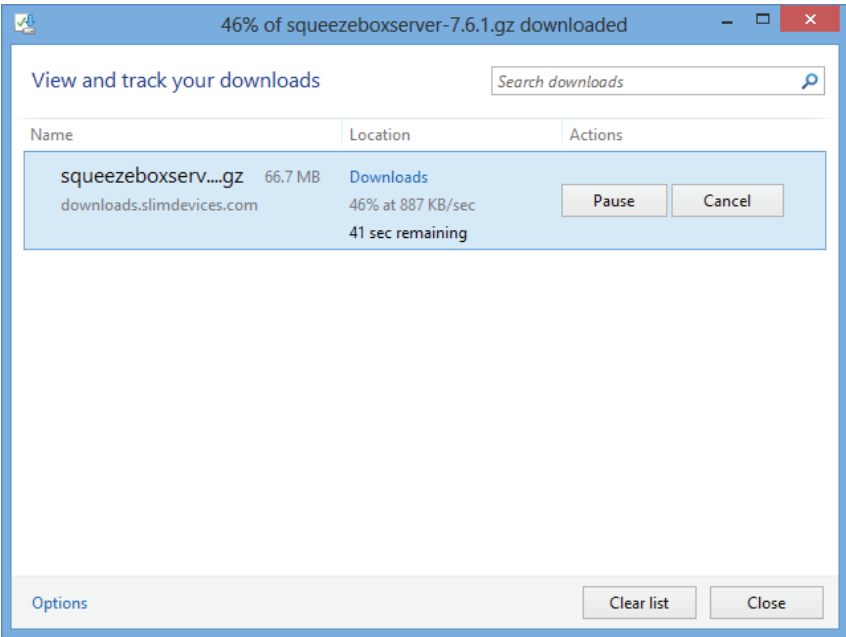 46% of squeezeboxserver-7.6.1.gz downloaded
View and track your downloads
Search downloads
Name Location Actions
squeezeboxserv....gz 66.7 MB Downloads
downloads.slimdevices.com 46% at 887 KB/sec Pause Cancel
41 sec remaining
Options Clear list Close